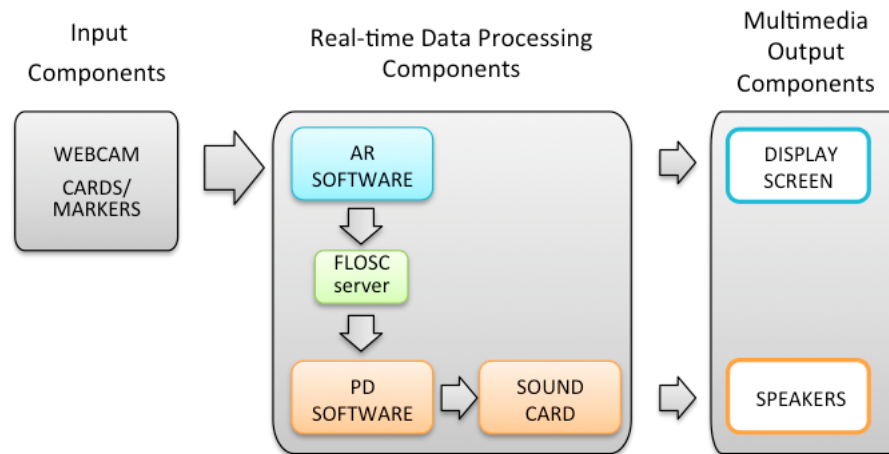 Input
Components
Real-time Data Processing
Components
Multimedia
Output
Components
WEBCAM
CARDS/
MARKERS
AR
SOFTWARE
FLOSC
server
PD
SOFTWARE
SOUND
CARD
DISPLAY
SCREEN
SPEAKERS